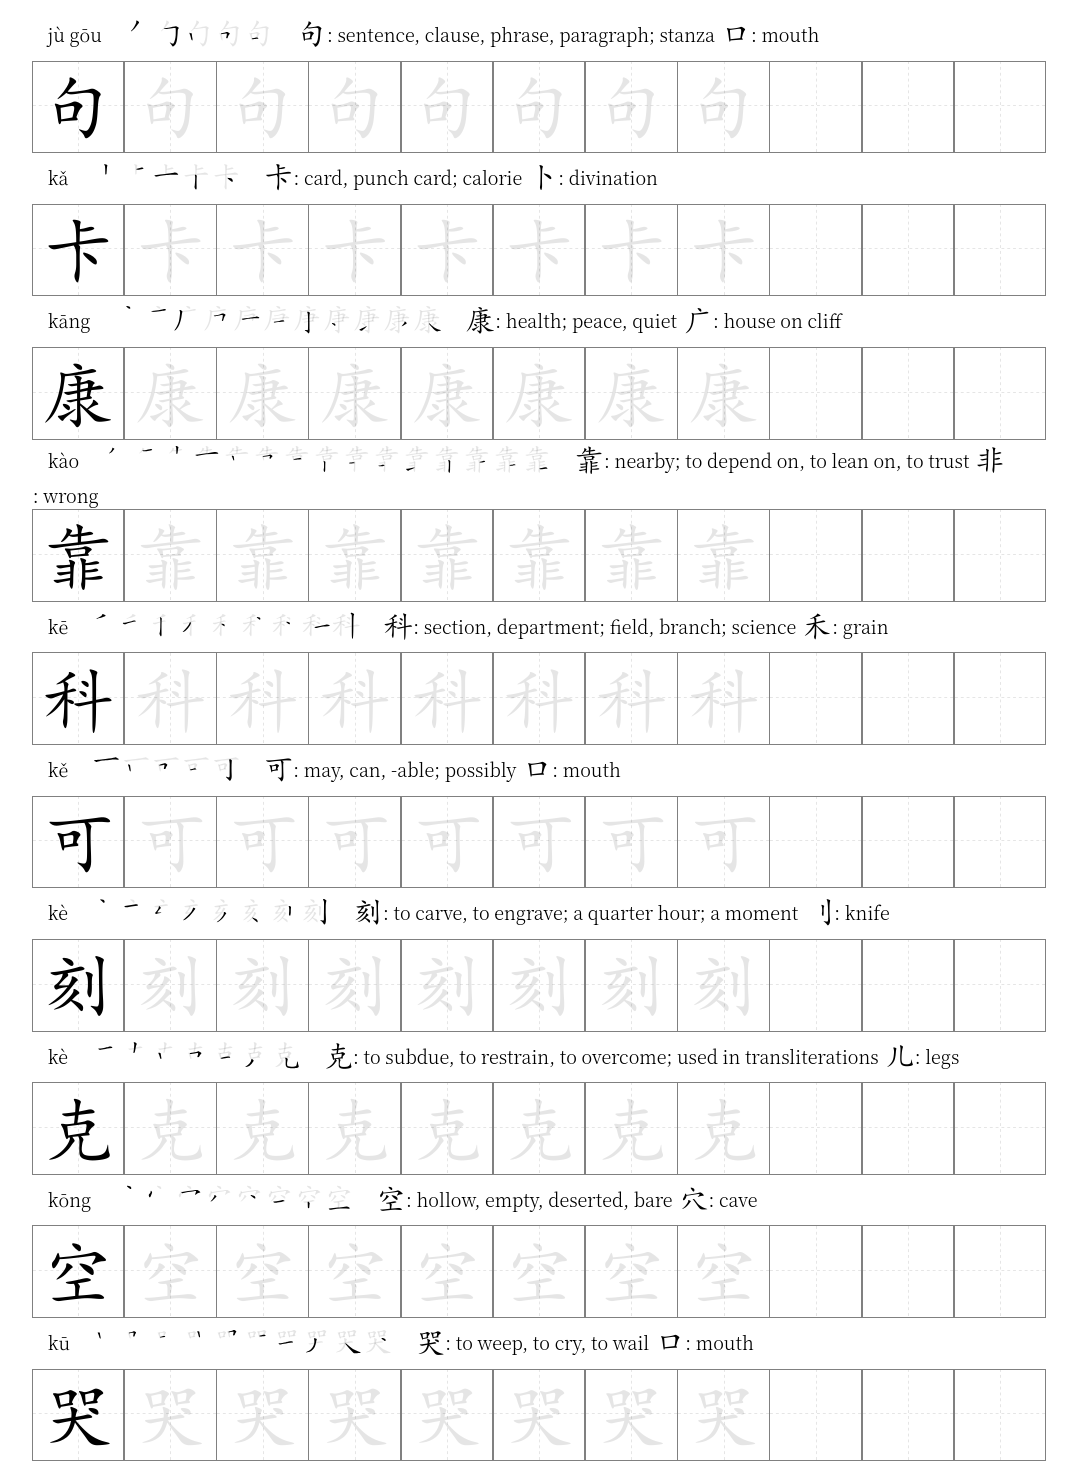 jù gōu 句: sentence, clause, phrase, paragraph; stanza 口: mouth
句 句 句 句 句 句 句 句
kǎ 卡: card, punch card; calorie 卜: divination
卡 卡 卡 卡 卡 卡 卡 卡
kāng 康: health; peace, quiet 广: house on cliff
康 康 康 康 康 康 康 康
kào 靠: nearby; to depend on, to lean on, to trust 非
: wrong
靠 靠 靠 靠 靠 靠 靠 靠
kē 科: section, department; field, branch; science 禾: grain
科 科 科 科 科 科 科 科
kě 可: may, can, -able; possibly 口: mouth
可 可 可 可 可 可 可 可
kè 刻: to carve, to engrave; a quarter hour; a moment 刂: knife
刻 刻 刻 刻 刻 刻 刻 刻
kè 克: to subdue, to restrain, to overcome; used in transliterations 儿: legs
克 克 克 克 克 克 克 克
kōng 空: hollow, empty, deserted, bare 穴: cave
空 空 空 空 空 空 空 空
kū 哭: to weep, to cry, to wail 口: mouth
哭 哭 哭 哭 哭 哭 哭 哭